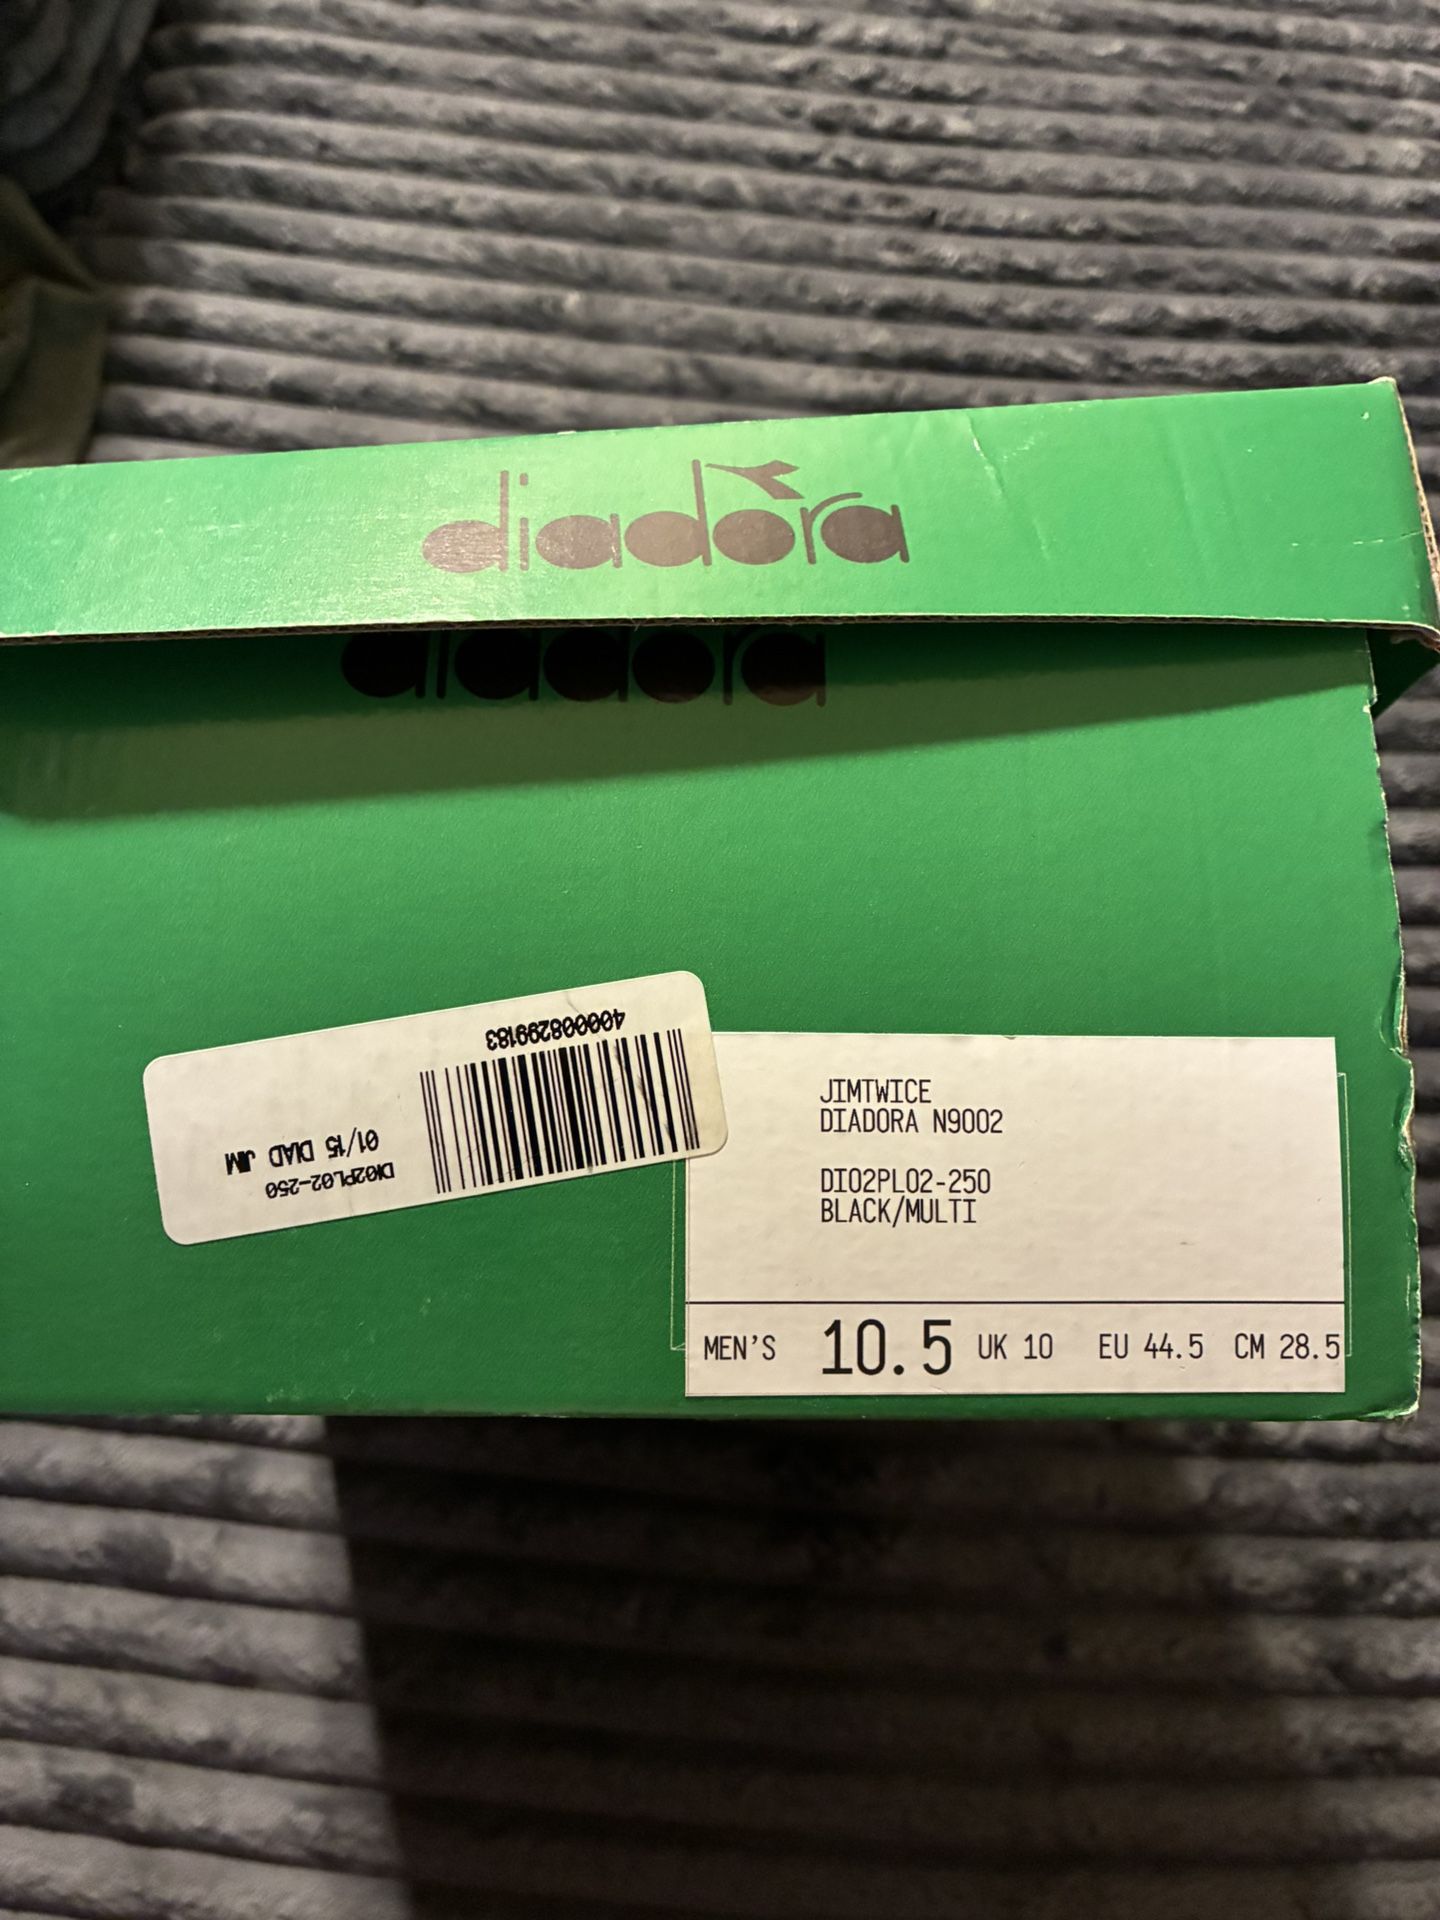 diadora
diadora
4000008299183
DI02PL02-250
01/15 DIAD JIM
JIMTWICE
DIADORA N9002
DI02PL02-250
BLACK/MULTI
MEN'S 10.5 UK 10 EU 44.5 CM 28.5